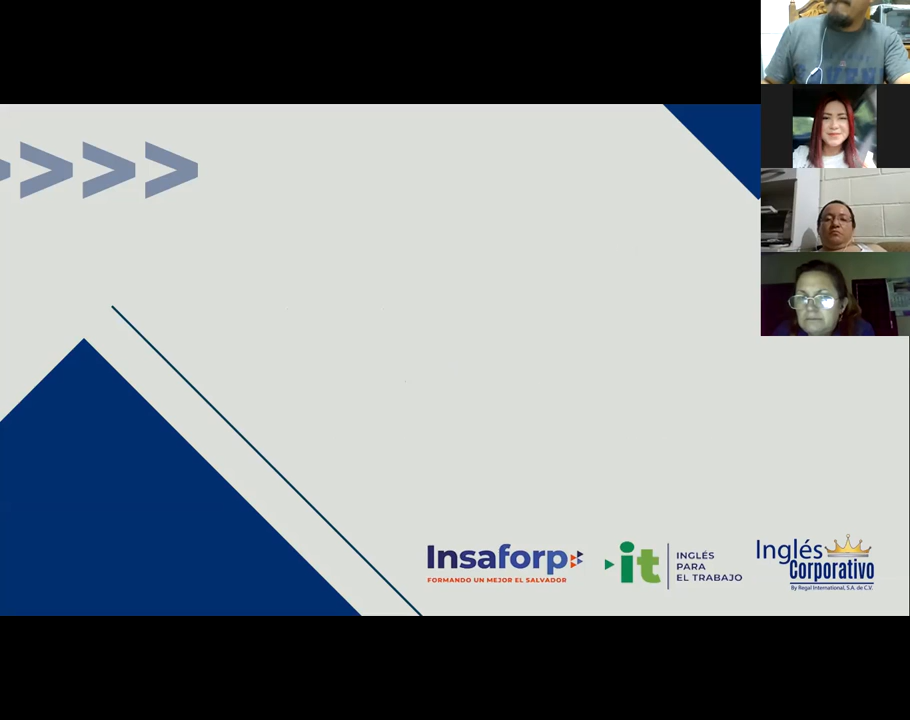 >>>>
Insaforp
FORMANDO UN MEJOR EL SALVADOR
it
INGLÉS
PARA
EL TRABAJO
Inglés
Corporativo
By Regal International, S.A. de C.V.